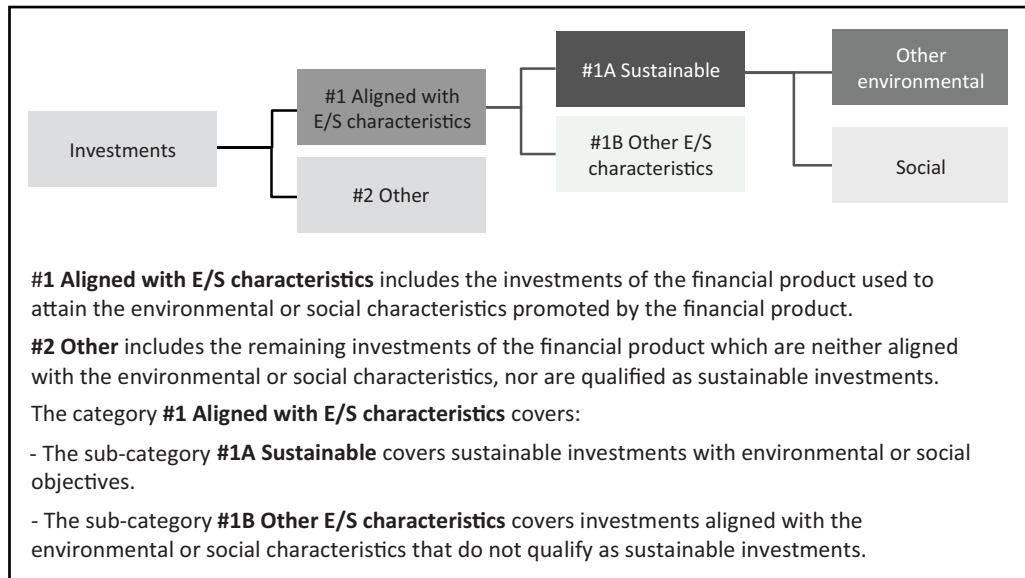 Investments
#1 Aligned with
E/S characteristics
#2 Other
#1A Sustainable
#1B Other E/S
characteristics
Other
environmental
Social
#1 Aligned with E/S characteristics includes the investments of the financial product used to
attain the environmental or social characteristics promoted by the financial product.
#2 Other includes the remaining investments of the financial product which are neither aligned
with the environmental or social characteristics, nor are qualified as sustainable investments.
The category #1 Aligned with E/S characteristics covers:
- The sub-category #1A Sustainable covers sustainable investments with environmental or social
objectives.
- The sub-category #1B Other E/S characteristics covers investments aligned with the
environmental or social characteristics that do not qualify as sustainable investments.